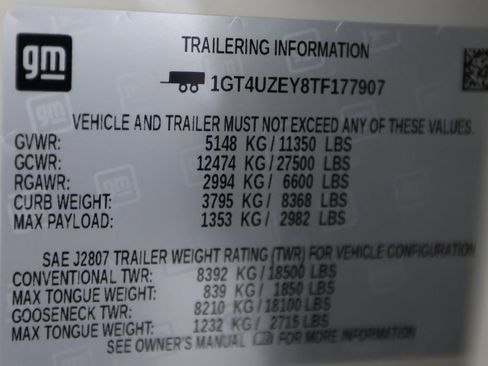 gm
TRAILERING INFORMATION
1GT4UZEY8TF177907
VEHICLE AND TRAILER MUST NOT EXCEED ANY OF THESE VALUES.
GVWR: 5148 KG / 11350 LBS
GCWR: 12474 KG / 27500 LBS
RGAWR: 2994 KG / 6600 LBS
CURB WEIGHT: 3795 KG / 8368 LBS
MAX PAYLOAD: 1353 KG / 2982 LBS
SAE J2807 TRAILER WEIGHT RATING (TWR) FOR VEHICLE CONFIGURATION
CONVENTIONAL TWR: 8392 KG / 18500 LBS
MAX TONGUE WEIGHT: 839 KG / 1850 LBS
GOOSENECK TWR: 8210 KG / 18100 LBS
MAX TONGUE WEIGHT: 1232 KG / 2715 LBS
SEE OWNER'S MANUAL FOR MORE INFORMATION